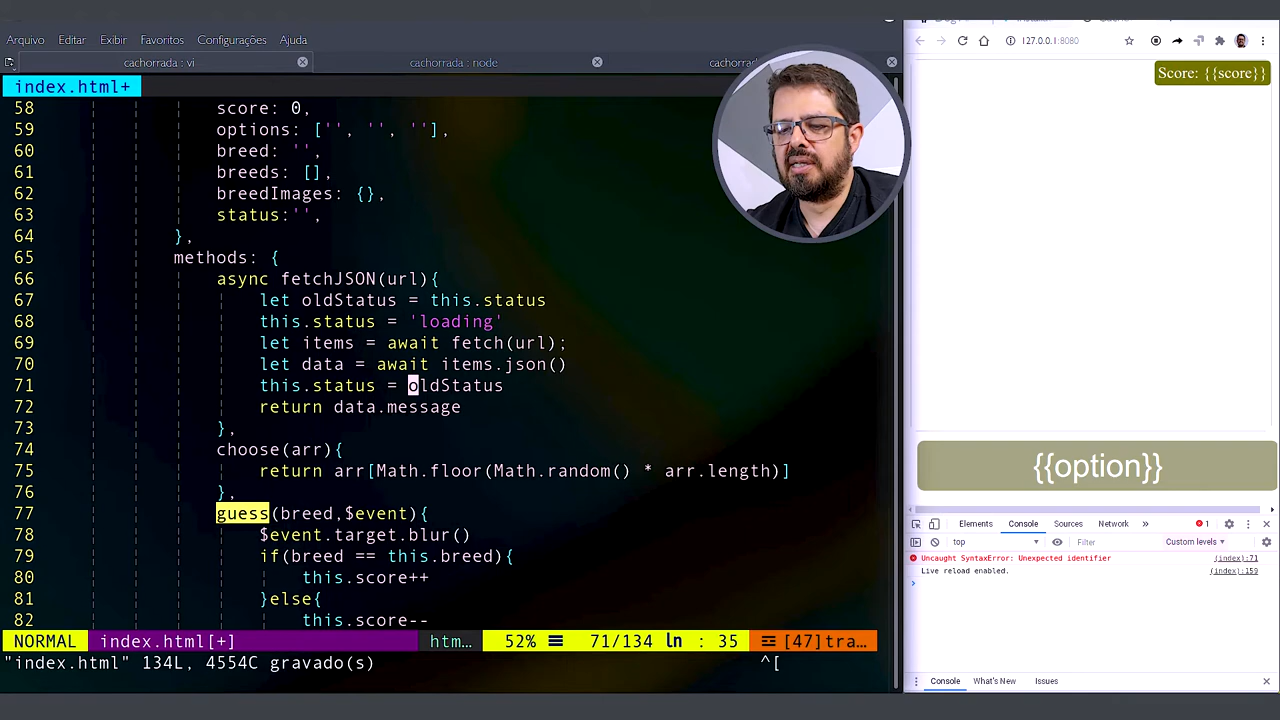 Arquivo Editar Exibir Favoritos Ajuda
cachorrada : vi
cachorrada : node
index.html+
58 score: 0,
59 options: ['', '', ''],
60 breed: '',
61 breeds: [],
62 breedImages: {},
63 status:'',
64 },
65 methods: {
66 async fetchJSON(url){
67 let oldStatus = this.status
68 this.status = 'loading'
69 let items = await fetch(url);
70 let data = await items.json()
71 this.status = oldStatus
72 return data.message
73 },
74 choose(arr){
75 return arr[Math.floor(Math.random() * arr.length)]
76 },
77 guess(breed,$event){
78 $event.target.blur()
79 if(breed == this.breed){
80 this.score++
81 }else{
82 this.score--
NORMAL index.html[+] htm… 52% 71/134 ln : 35 [47]tra…
"index.html" 134L, 4554C gravado(s) ^[
127.0.0.1:8080
Score: {{score}}
{{option}}
Elements Console Sources Network » 1
top Filter Custom levels
Uncaught SyntaxError: Unexpected identifier (index):71
Live reload enabled. (index):159
Console What's New Issues